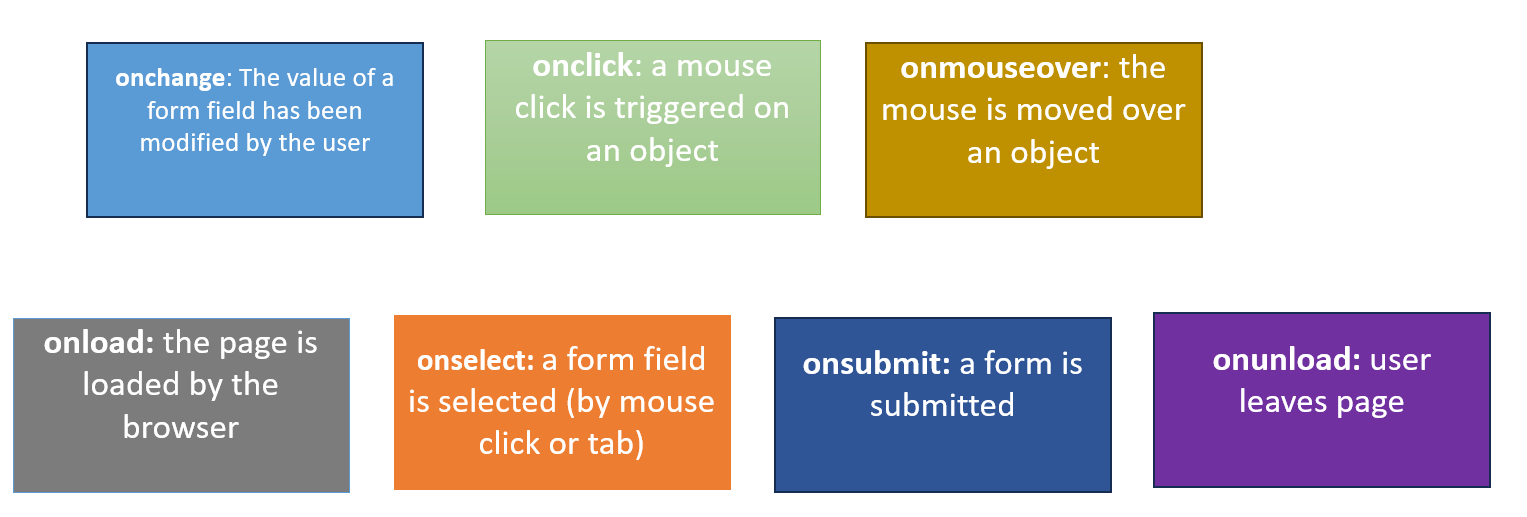 onchange: The value of a
form field has been
modified by the user
onclick: a mouse
click is triggered on
an object
onmouseover: the
mouse is moved over
an object
onload: the page is
loaded by the
browser
onselect: a form field
is selected (by mouse
click or tab)
onsubmit: a form is
submitted
onunload: user
leaves page